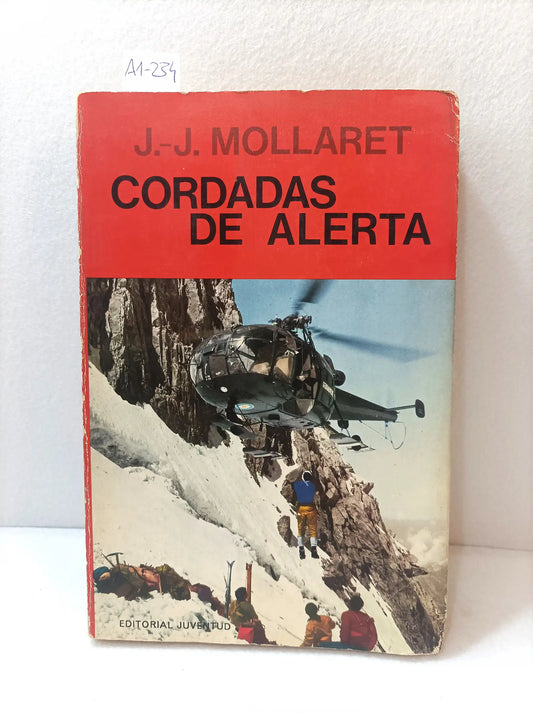 A1-234
J.-J. MOLLARET
CORDADAS
DE ALERTA
EDITORIAL JUVENTUD